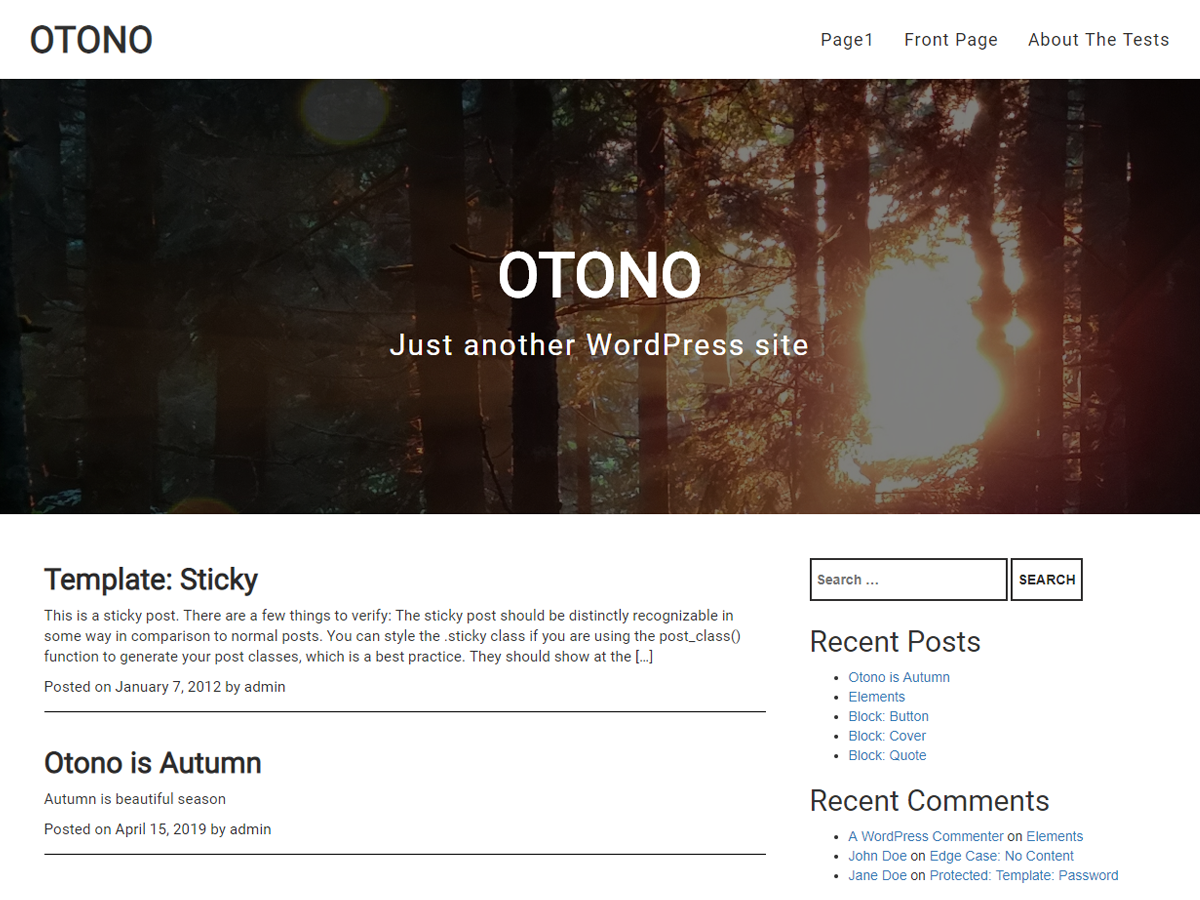 OTONO
Page1 Front Page About The Tests
OTONO
Just another WordPress site
Template: Sticky
This is a sticky post. There are a few things to verify: The sticky post should be distinctly recognizable in
some way in comparison to normal posts. You can style the .sticky class if you are using the post_class()
function to generate your post classes, which is a best practice. They should show at the […]
Posted on January 7, 2012 by admin
Otono is Autumn
Autumn is beautiful season
Posted on April 15, 2019 by admin
Search …
SEARCH
Recent Posts
Otono is Autumn
Elements
Block: Button
Block: Cover
Block: Quote
Recent Comments
A WordPress Commenter on Elements
John Doe on Edge Case: No Content
Jane Doe on Protected: Template: Password